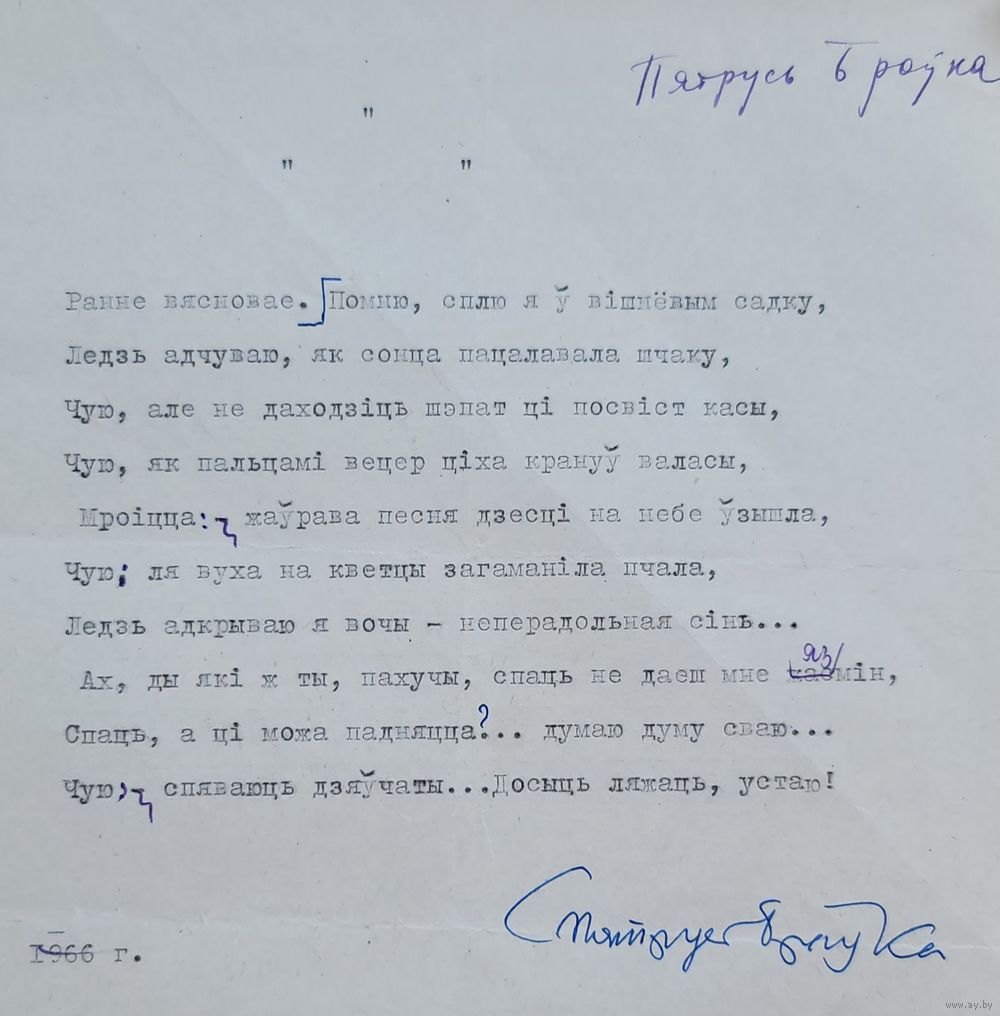 Пятрусь Броўка
"
" "
Ранне вясновае. Помню, сплю я ў вішнёвым садку,
Ледзь адчуваю, як сонца пацалавала шчаку,
Чую, але не даходзіць шэпат ці посвіст касы,
Чую, як пальцамі вецер ціха крануў валасы,
Мроіцца: жаўрава песня дзесці на небе ўзышла,
Чую; ля вуха на кветцы загаманіла пчала,
Ледзь адкрываю я вочы - неперадольная сінь...
Ах, ды які ж ты, пахучы, спаць не даеш мне язмін,
Спаць, а ці можа падняцца?.. думаю думу сваю...
Чую, спяваюць дзяўчаты...Досыць ляжаць, устаю!
Пятрусь Броўка
1966 г.
www.ay.by